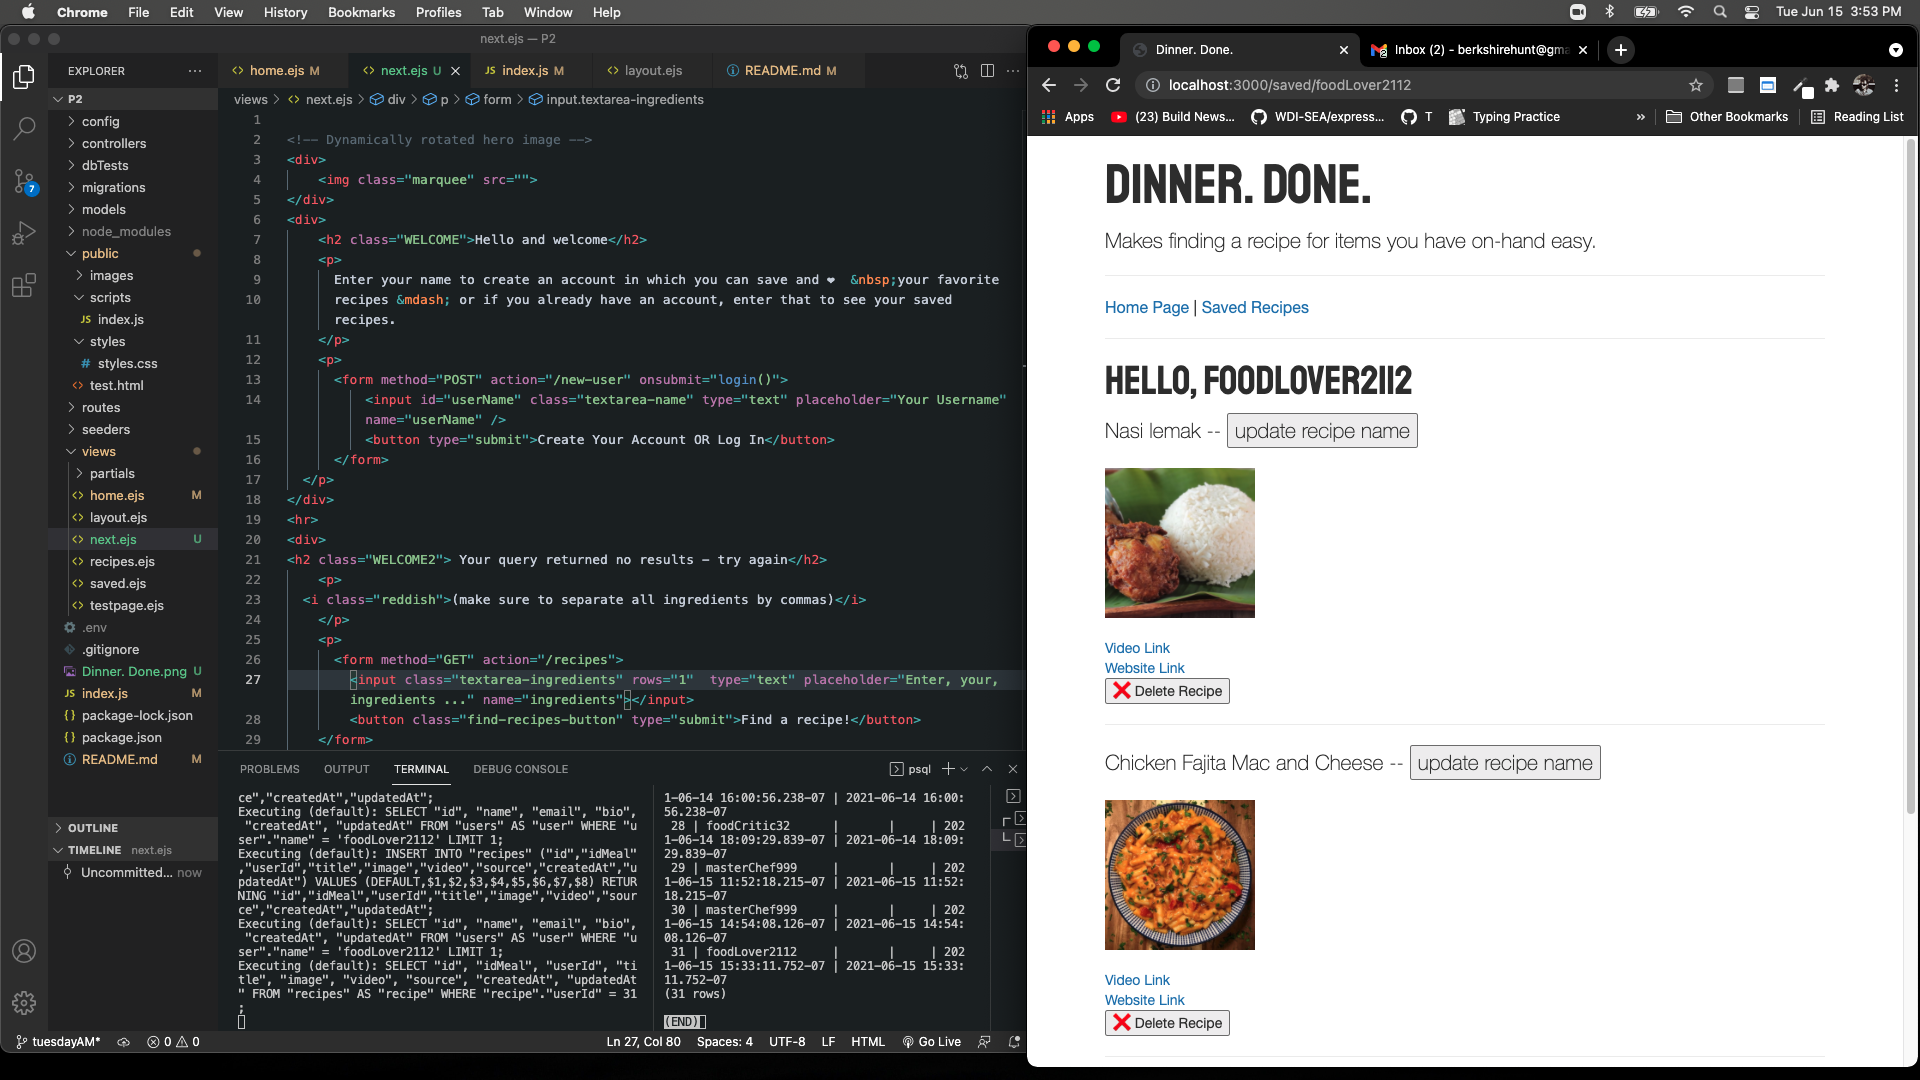 Chrome File Edit View History Bookmarks Profiles Tab Window Help Tue Jun 15 3:53 PM
next.ejs — P2
EXPLORER
P2
config
controllers
dbTests
migrations
models
node_modules
public
images
scripts
JS index.js
styles
# styles.css
<> test.html
routes
seeders
views
partials
<> home.ejs M
<> layout.ejs
<> next.ejs U
<> recipes.ejs
<> saved.ejs
<> testpage.ejs
.env
.gitignore
Dinner. Done.png U
JS index.js M
{} package-lock.json
{} package.json
README.md M
OUTLINE
TIMELINE next.ejs
Uncommitted... now
7
<> home.ejs M <> next.ejs U JS index.js M <> layout.ejs README.md M
views > <> next.ejs > div > p > form > input.textarea-ingredients
1
2 <!-- Dynamically rotated hero image -->
3 <div>
4 <img class="marquee" src="">
5 </div>
6 <div>
7 <h2 class="WELCOME">Hello and welcome</h2>
8 <p>
9 Enter your name to create an account in which you can save and ❤ &nbsp;your favorite
10 recipes &mdash; or if you already have an account, enter that to see your saved
recipes.
11 </p>
12 <p>
13 <form method="POST" action="/new-user" onsubmit="login()">
14 <input id="userName" class="textarea-name" type="text" placeholder="Your Username"
name="userName" />
15 <button type="submit">Create Your Account OR Log In</button>
16 </form>
17 </p>
18 </div>
19 <hr>
20 <div>
21 <h2 class="WELCOME2"> Your query returned no results – try again</h2>
22 <p>
23 <i class="reddish">(make sure to separate all ingredients by commas)</i>
24 </p>
25 <p>
26 <form method="GET" action="/recipes">
27 <input class="textarea-ingredients" rows="1" type="text" placeholder="Enter, your,
ingredients ..." name="ingredients"></input>
28 <button class="find-recipes-button" type="submit">Find a recipe!</button>
29 </form>
PROBLEMS OUTPUT TERMINAL DEBUG CONSOLE psql
ce","createdAt","updatedAt";
Executing (default): SELECT "id", "name", "email", "bio",
"createdAt", "updatedAt" FROM "users" AS "user" WHERE "u
ser"."name" = 'foodLover2112' LIMIT 1;
Executing (default): INSERT INTO "recipes" ("id","idMeal"
,"userId","title","image","video","source","createdAt","u
pdatedAt") VALUES (DEFAULT,$1,$2,$3,$4,$5,$6,$7,$8) RETUR
NING "id","idMeal","userId","title","image","video","sour
ce","createdAt","updatedAt";
Executing (default): SELECT "id", "name", "email", "bio",
"createdAt", "updatedAt" FROM "users" AS "user" WHERE "u
ser"."name" = 'foodLover2112' LIMIT 1;
Executing (default): SELECT "id", "idMeal", "userId", "ti
tle", "image", "video", "source", "createdAt", "updatedAt
" FROM "recipes" AS "recipe" WHERE "recipe"."userId" = 31
;
1-06-14 16:00:56.238-07 | 2021-06-14 16:00:
56.238-07
28 | foodCritic32 | | | 202
1-06-14 18:09:29.839-07 | 2021-06-14 18:09:
29.839-07
29 | masterChef999 | | | 202
1-06-15 11:52:18.215-07 | 2021-06-15 11:52:
18.215-07
30 | masterChef999 | | | 202
1-06-15 14:54:08.126-07 | 2021-06-15 14:54:
08.126-07
31 | foodLover2112 | | | 202
1-06-15 15:33:11.752-07 | 2021-06-15 15:33:
11.752-07
(31 rows)
(END)
tuesdayAM* 0 0 Ln 27, Col 80 Spaces: 4 UTF-8 LF HTML Go Live
Dinner. Done. Inbox (2) - berkshirehunt@gma
localhost:3000/saved/foodLover2112
Apps (23) Build News... WDI-SEA/express... T Typing Practice » Other Bookmarks Reading List
DINNER. DONE.
Makes finding a recipe for items you have on-hand easy.
Home Page | Saved Recipes
HELLO, FOODLOVER2112
Nasi lemak -- update recipe name
Video Link
Website Link
❌ Delete Recipe
Chicken Fajita Mac and Cheese -- update recipe name
Video Link
Website Link
❌ Delete Recipe